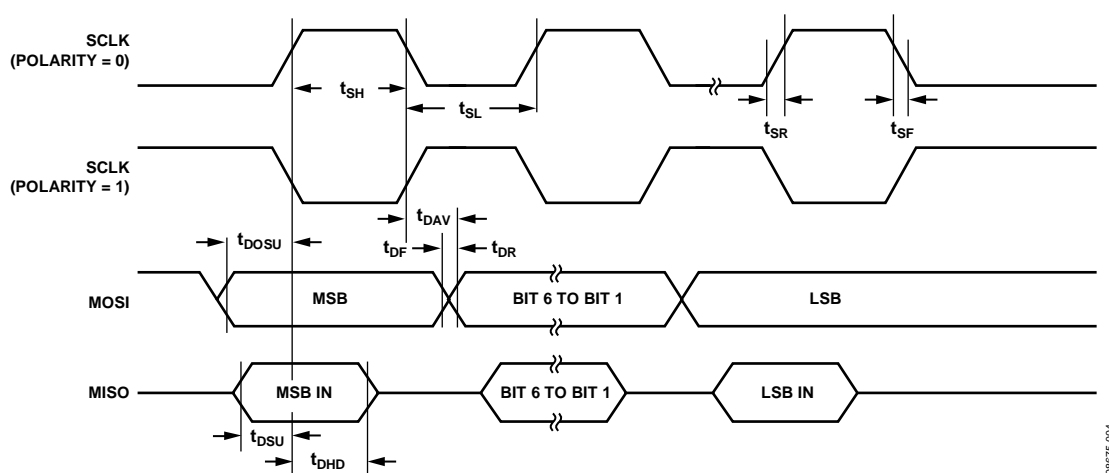 SCLK
(POLARITY = 0)
tSH
tSL
tSR
tSF
SCLK
(POLARITY = 1)
tDAV
tDOSU
tDF
tDR
MOSI
MSB
BIT 6 TO BIT 1
LSB
MISO
MSB IN
BIT 6 TO BIT 1
LSB IN
tDSU
tDHD